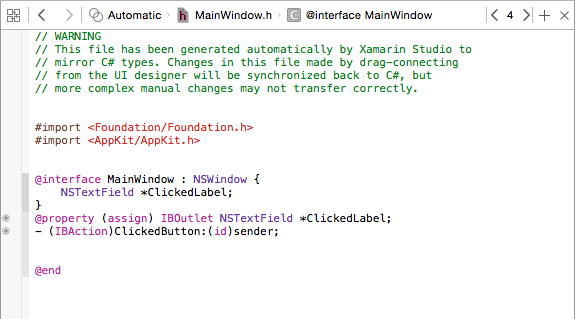 Automatic MainWindow.h @interface MainWindow 4
// WARNING
// This file has been generated automatically by Xamarin Studio to
// mirror C# types. Changes in this file made by drag-connecting
// from the UI designer will be synchronized back to C#, but
// more complex manual changes may not transfer correctly.
#import <Foundation/Foundation.h>
#import <AppKit/AppKit.h>
@interface MainWindow : NSWindow {
NSTextField *ClickedLabel;
}
@property (assign) IBOutlet NSTextField *ClickedLabel;
- (IBAction)ClickedButton:(id)sender;
@end